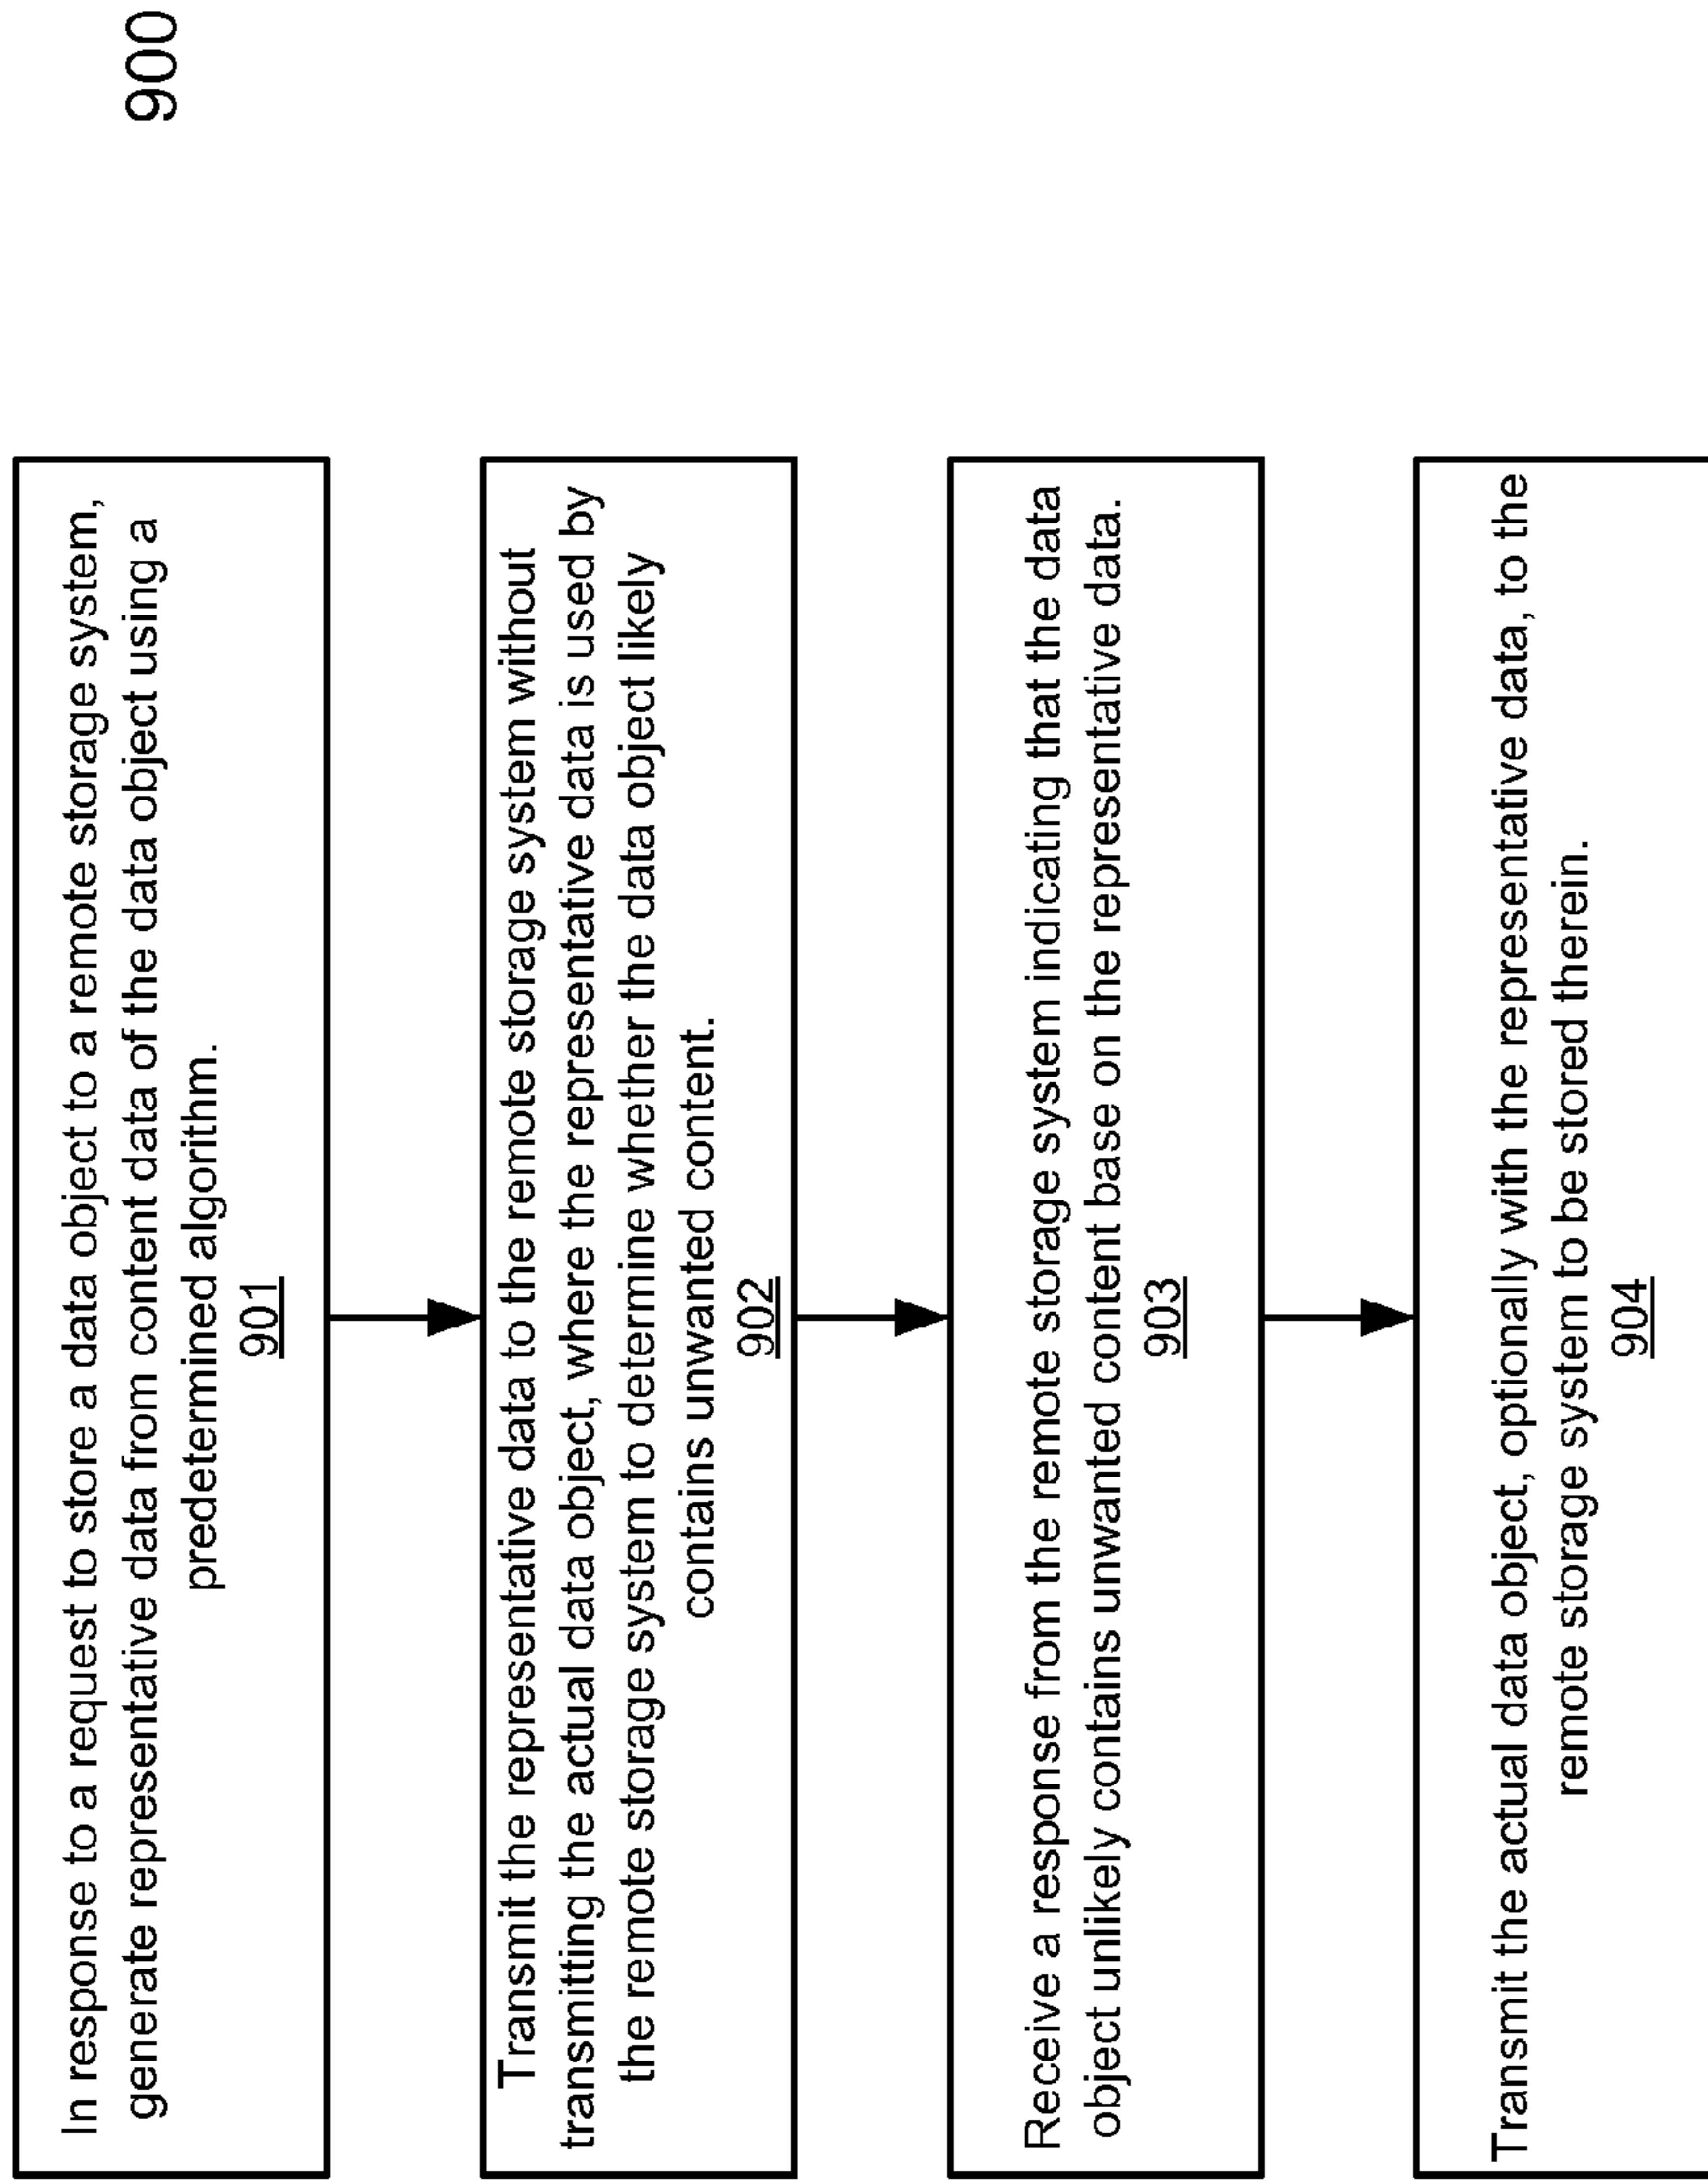 900
In response to a request to store a data object to a remote storage system,
generate representative data from content data of the data object using a
predetermined algorithm.
901
Transmit the representative data to the remote storage system without
transmitting the actual data object, where the representative data is used by
the remote storage system to determine whether the data object likely
contains unwanted content.
902
Receive a response from the remote storage system indicating that the data
object unlikely contains unwanted content base on the representative data.
903
Transmit the actual data object, optionally with the representative data, to the
remote storage system to be stored therein.
904